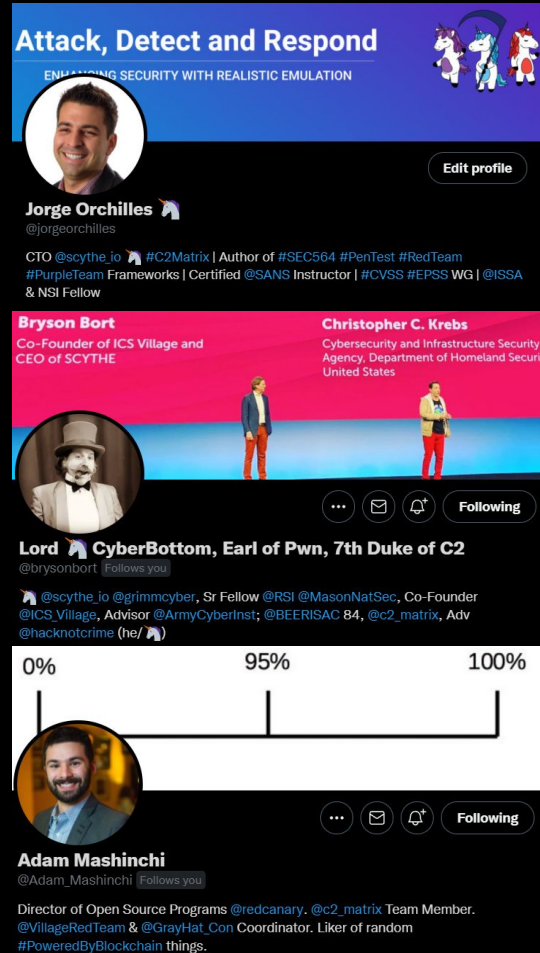 Attack, Detect and Respond
ENHANCING SECURITY WITH REALISTIC EMULATION
Edit profile
Jorge Orchilles 🦄
@jorgeorchilles
CTO @scythe_io 🦄 #C2Matrix | Author of #SEC564 #PenTest #RedTeam
#PurpleTeam Frameworks | Certified @SANS Instructor | #CVSS #EPSS WG | @ISSA
& NSI Fellow
Bryson Bort
Co-Founder of ICS Village and
CEO of SCYTHE
Christopher C. Krebs
Cybersecurity and Infrastructure Security
Agency, Department of Homeland Securi
United States
Following
Lord 🦄 CyberBottom, Earl of Pwn, 7th Duke of C2
@brysonbort Follows you
🦄 @scythe_io @grimmcyber, Sr Fellow @RSI @MasonNatSec, Co-Founder
@ICS_Village, Advisor @ArmyCyberInst; @BEERISAC 84, @c2_matrix, Adv
@hacknotcrime (he/🦄)
0% 95% 100%
Following
Adam Mashinchi
@Adam_Mashinchi Follows you
Director of Open Source Programs @redcanary. @c2_matrix Team Member.
@VillageRedTeam & @GrayHat_Con Coordinator. Liker of random
#PoweredByBlockchain things.